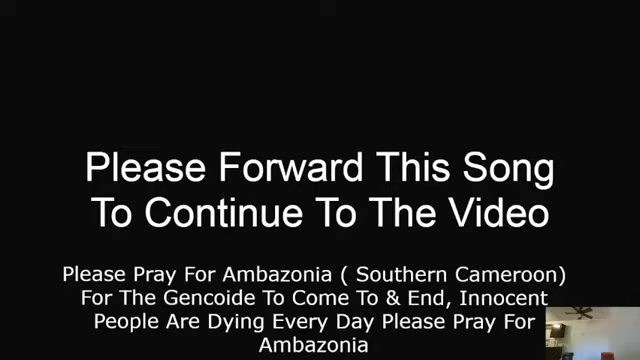 Please Forward This Song
To Continue To The Video
Please Pray For Ambazonia ( Southern Cameroon)
For The Gencoide To Come To & End, Innocent
People Are Dying Every Day Please Pray For
Ambazonia